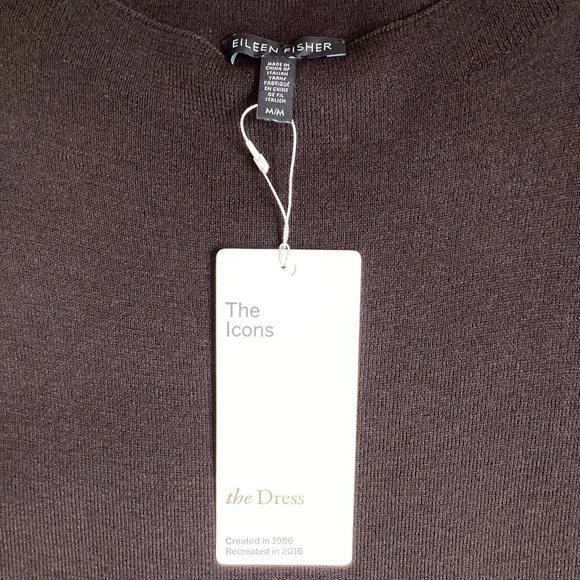 EILEEN FISHER
MADE IN
CHINA OF
ITALIAN
YARNS/
FABRIQUÉ
EN CHINE
DE FIL
ITALIEN
M/M
The
Icons
the Dress
Created in 1986
Recreated in 2016